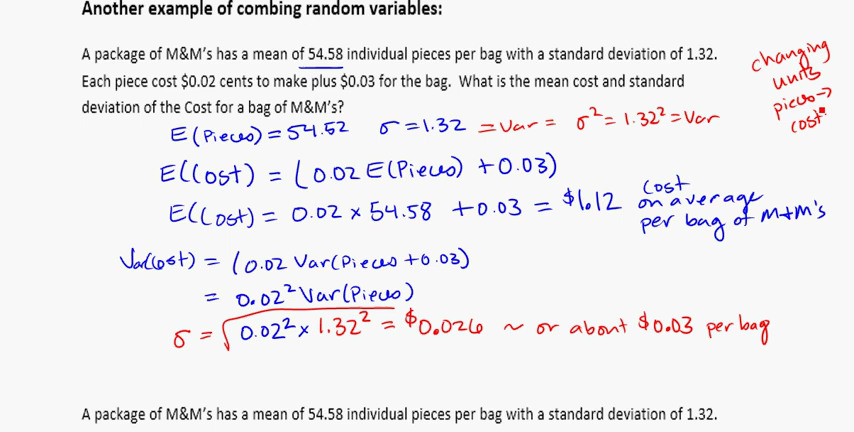 Another example of combing random variables:
A package of M&M's has a mean of 54.58 individual pieces per bag with a standard deviation of 1.32.
Each piece cost $0.02 cents to make plus $0.03 for the bag. What is the mean cost and standard
deviation of the Cost for a bag of M&M's?
changing
units
pieces→
cost
E(Pieces) = 54.52 σ = 1.32 = Var = σ² = 1.32² = Var
E(Cost) = (0.02 E(Pieces) + 0.03)
E(Cost) = 0.02 × 54.58 + 0.03 = $1.12
cost
on average
per bag of M+M's
Var(cost) = (0.02 Var(Pieces + 0.03)
= 0.02² Var(Pieces)
σ = √0.02² × 1.32² = $0.026 ~ or about $0.03 per bag
A package of M&M's has a mean of 54.58 individual pieces per bag with a standard deviation of 1.32.